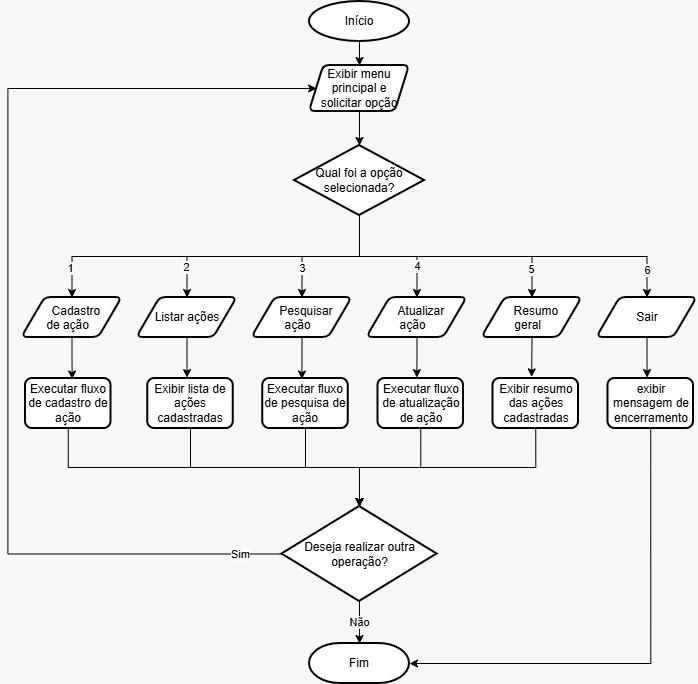 Início
Exibir menu
principal e
solicitar opção
Qual foi a opção
selecionada?
1
2
3
4
5
6
Cadastro
de ação
Listar ações
Pesquisar
ação
Atualizar
ação
Resumo
geral
Sair
Executar fluxo
de cadastro de
ação
Exibir lista de
ações
cadastradas
Executar fluxo
de pesquisa de
ação
Executar fluxo
de atualização
de ação
Exibir resumo
das ações
cadastradas
exibir
mensagem de
encerramento
Deseja realizar outra
operação?
Sim
Não
Fim